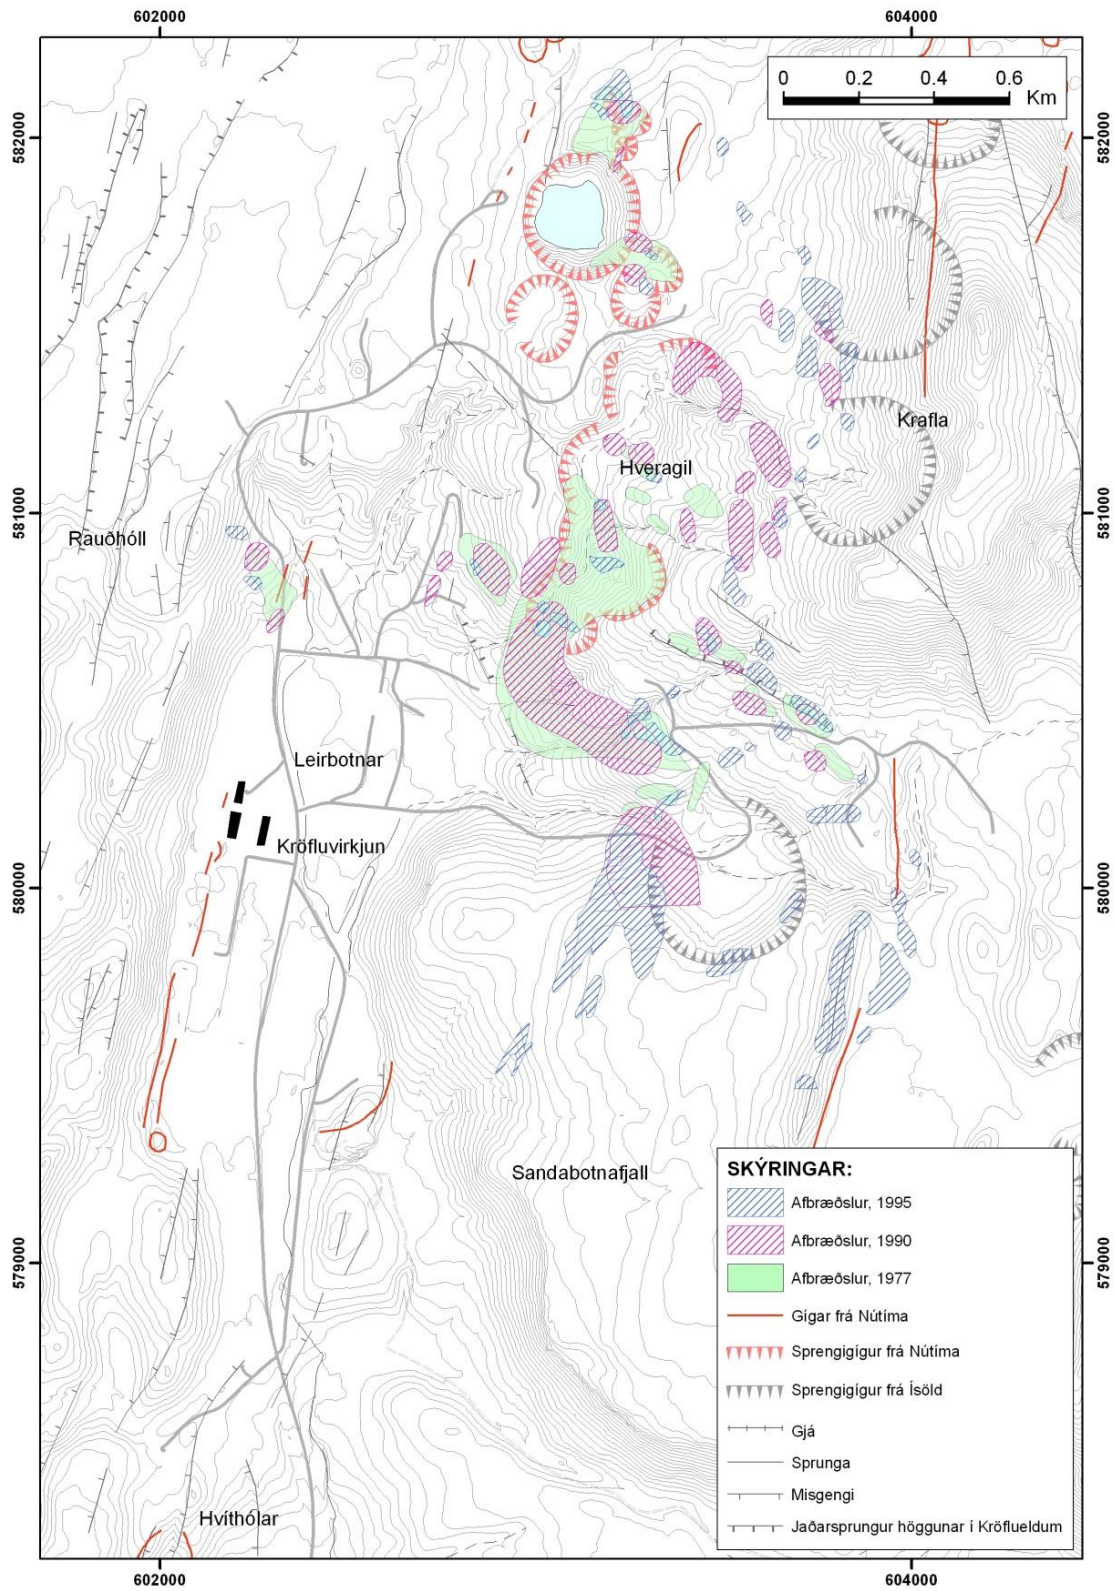 602000
604000
0 0.2 0.4 0.6
Km
582000
582000
Krafla
Hveragil
581000
581000
Rauðhóll
Leirbotnar
Kröfluvirkjun
580000
580000
Sandabotnafjall
SKÝRINGAR:
Afbræðslur, 1995
Afbræðslur, 1990
Afbræðslur, 1977
Gígar frá Nútíma
Sprengigígur frá Nútíma
Sprengigígur frá Ísöld
Gjá
Sprunga
Misgengi
Jaðarsprungur höggunar í Kröflueldum
579000
579000
Hvíthólar
602000
604000